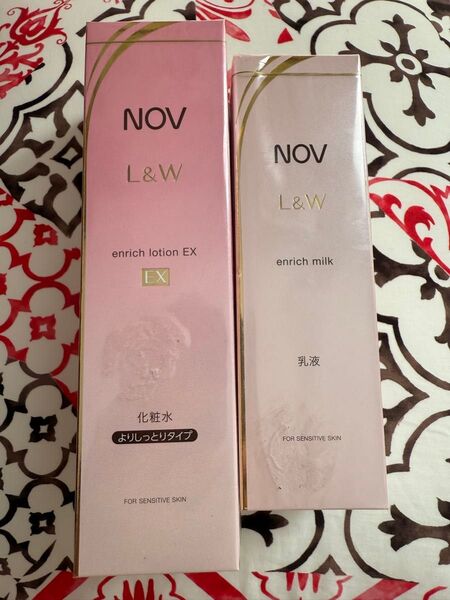 NOV
L&W
enrich lotion EX
EX
化粧水
よりしっとりタイプ
FOR SENSITIVE SKIN
NOV
L&W
enrich milk
乳液
FOR SENSITIVE SKIN